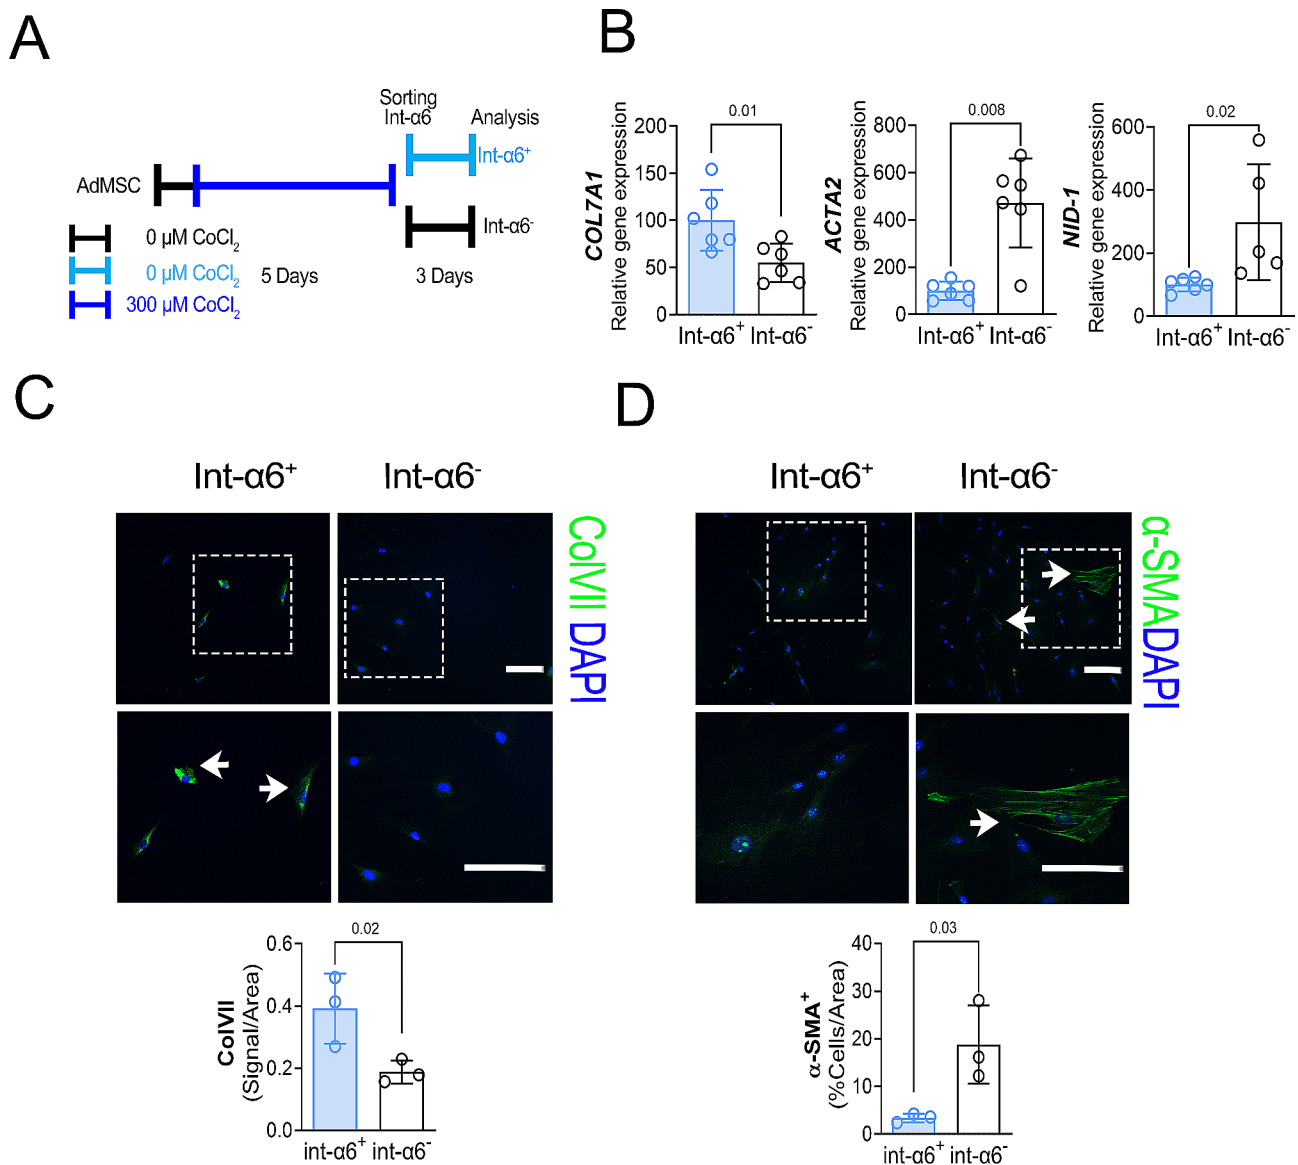 A
Sorting
Int-α6
Analysis
Int-α6⁺
AdMSC
Int-α6⁻
0 µM CoCl₂
0 µM CoCl₂
300 µM CoCl₂
5 Days
3 Days
B
COL7A1
Relative gene expression
200
150
100
50
0
0.01
Int-α6⁺ Int-α6⁻
ACTA2
Relative gene expression
800
600
400
200
0
0.008
Int-α6⁺ Int-α6⁻
NID-1
Relative gene expression
600
400
200
0
0.02
Int-α6⁺ Int-α6⁻
C
Int-α6⁺
Int-α6⁻
ColVII DAPI
ColVII
(Signal/Area)
0.6
0.4
0.2
0.0
0.02
int-α6⁺ int-α6⁻
D
Int-α6⁺
Int-α6⁻
α-SMADAPI
α-SMA⁺
(%Cells/Area)
40
30
20
10
0
0.03
int-α6⁺ int-α6⁻